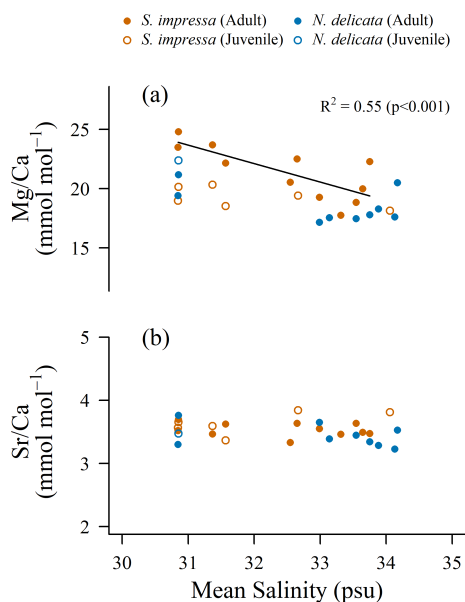 S. impressa (Adult) N. delicata (Adult)
S. impressa (Juvenile) N. delicata (Juvenile)
(a)
R² = 0.55 (p<0.001)
Mg/Ca
(mmol mol⁻¹)
25
20
15
(b)
Sr/Ca
(mmol mol⁻¹)
5
4
3
2
30 31 32 33 34 35
Mean Salinity (psu)